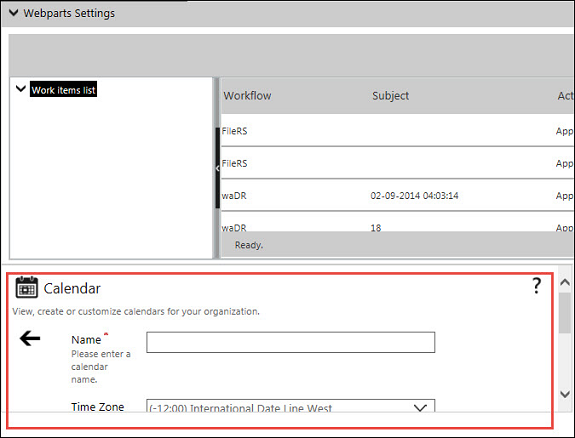 Webparts Settings
Work items list
Workflow Subject Act
FileRS App
FileRS App
waDR 02-09-2014 04:03:14 App
waDR 18 App
Ready.
Calendar ?
View, create or customize calendars for your organization.
Name *
Please enter a
calendar
name.
Time Zone (-12:00) International Date Line West